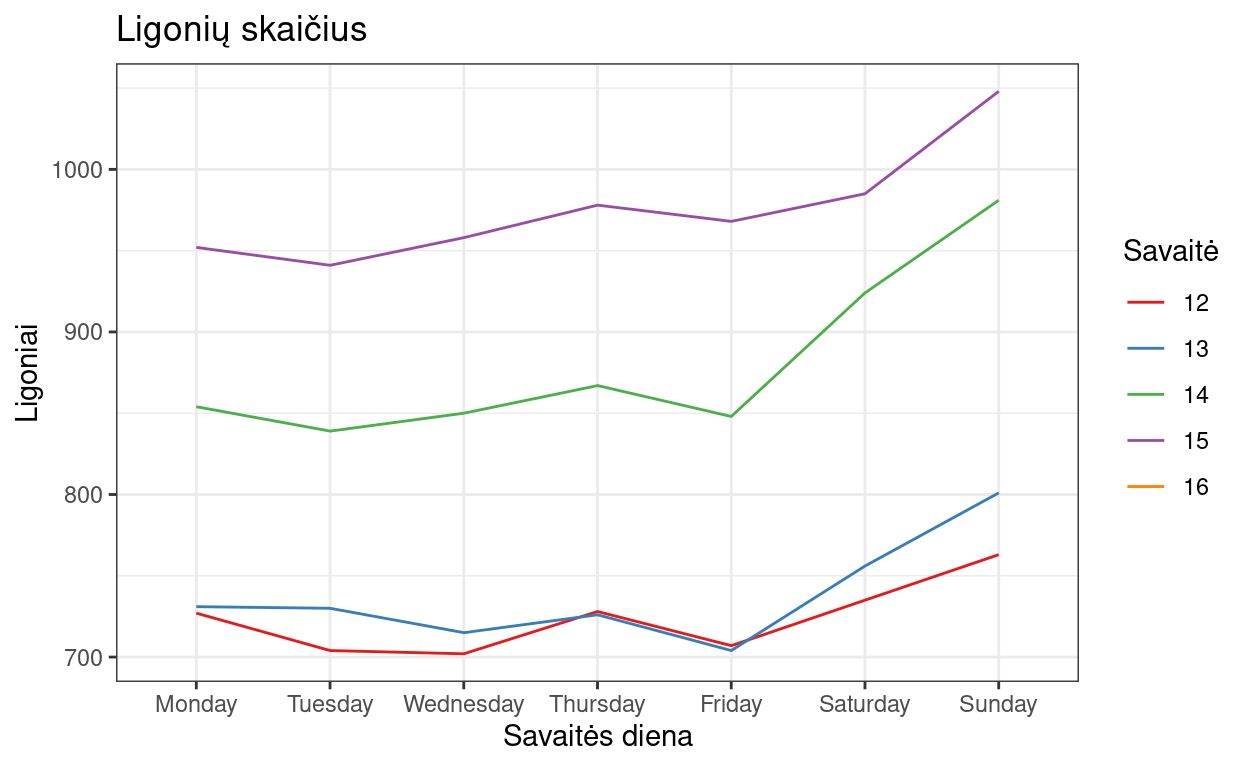 Ligonių skaičius
Ligoniai
1000
900
800
700
Monday Tuesday Wednesday Thursday Friday Saturday Sunday
Savaitės diena
Savaitė
12
13
14
15
16